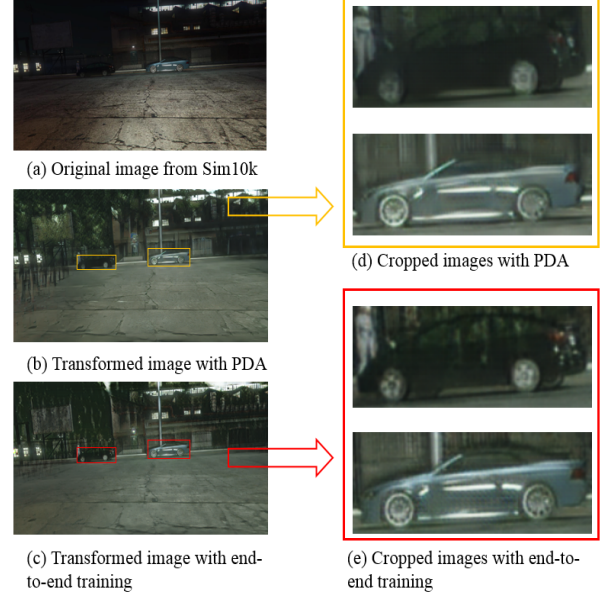 (a) Original image from Sim10k
(b) Transformed image with PDA
(c) Transformed image with end-
to-end training
(d) Cropped images with PDA
(e) Cropped images with end-to-
end training